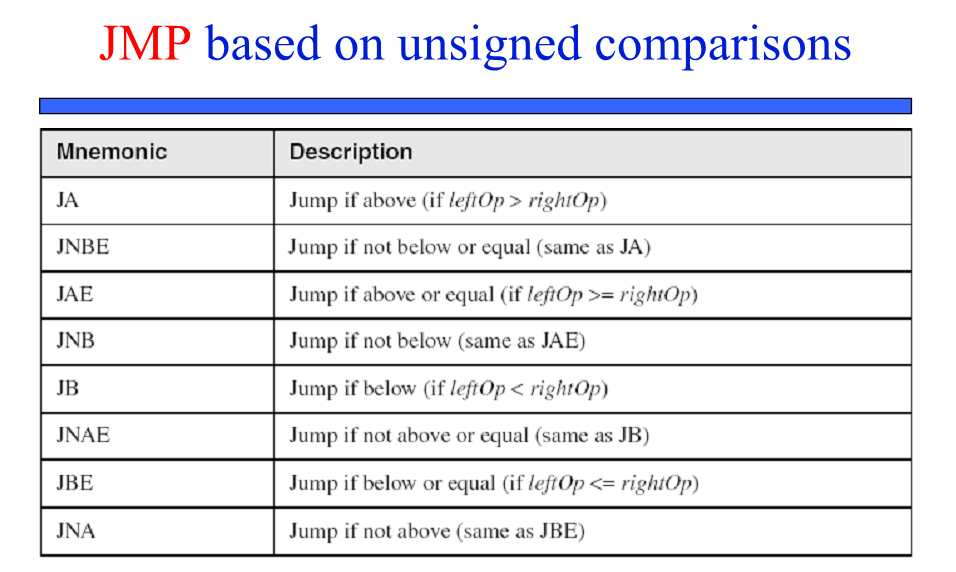 JMP based on unsigned comparisons
Mnemonic Description
JA Jump if above (if leftOp > rightOp)
JNBE Jump if not below or equal (same as JA)
JAE Jump if above or equal (if leftOp >= rightOp)
JNB Jump if not below (same as JAE)
JB Jump if below (if leftOp < rightOp)
JNAE Jump if not above or equal (same as JB)
JBE Jump if below or equal (if leftOp <= rightOp)
JNA Jump if not above (same as JBE)